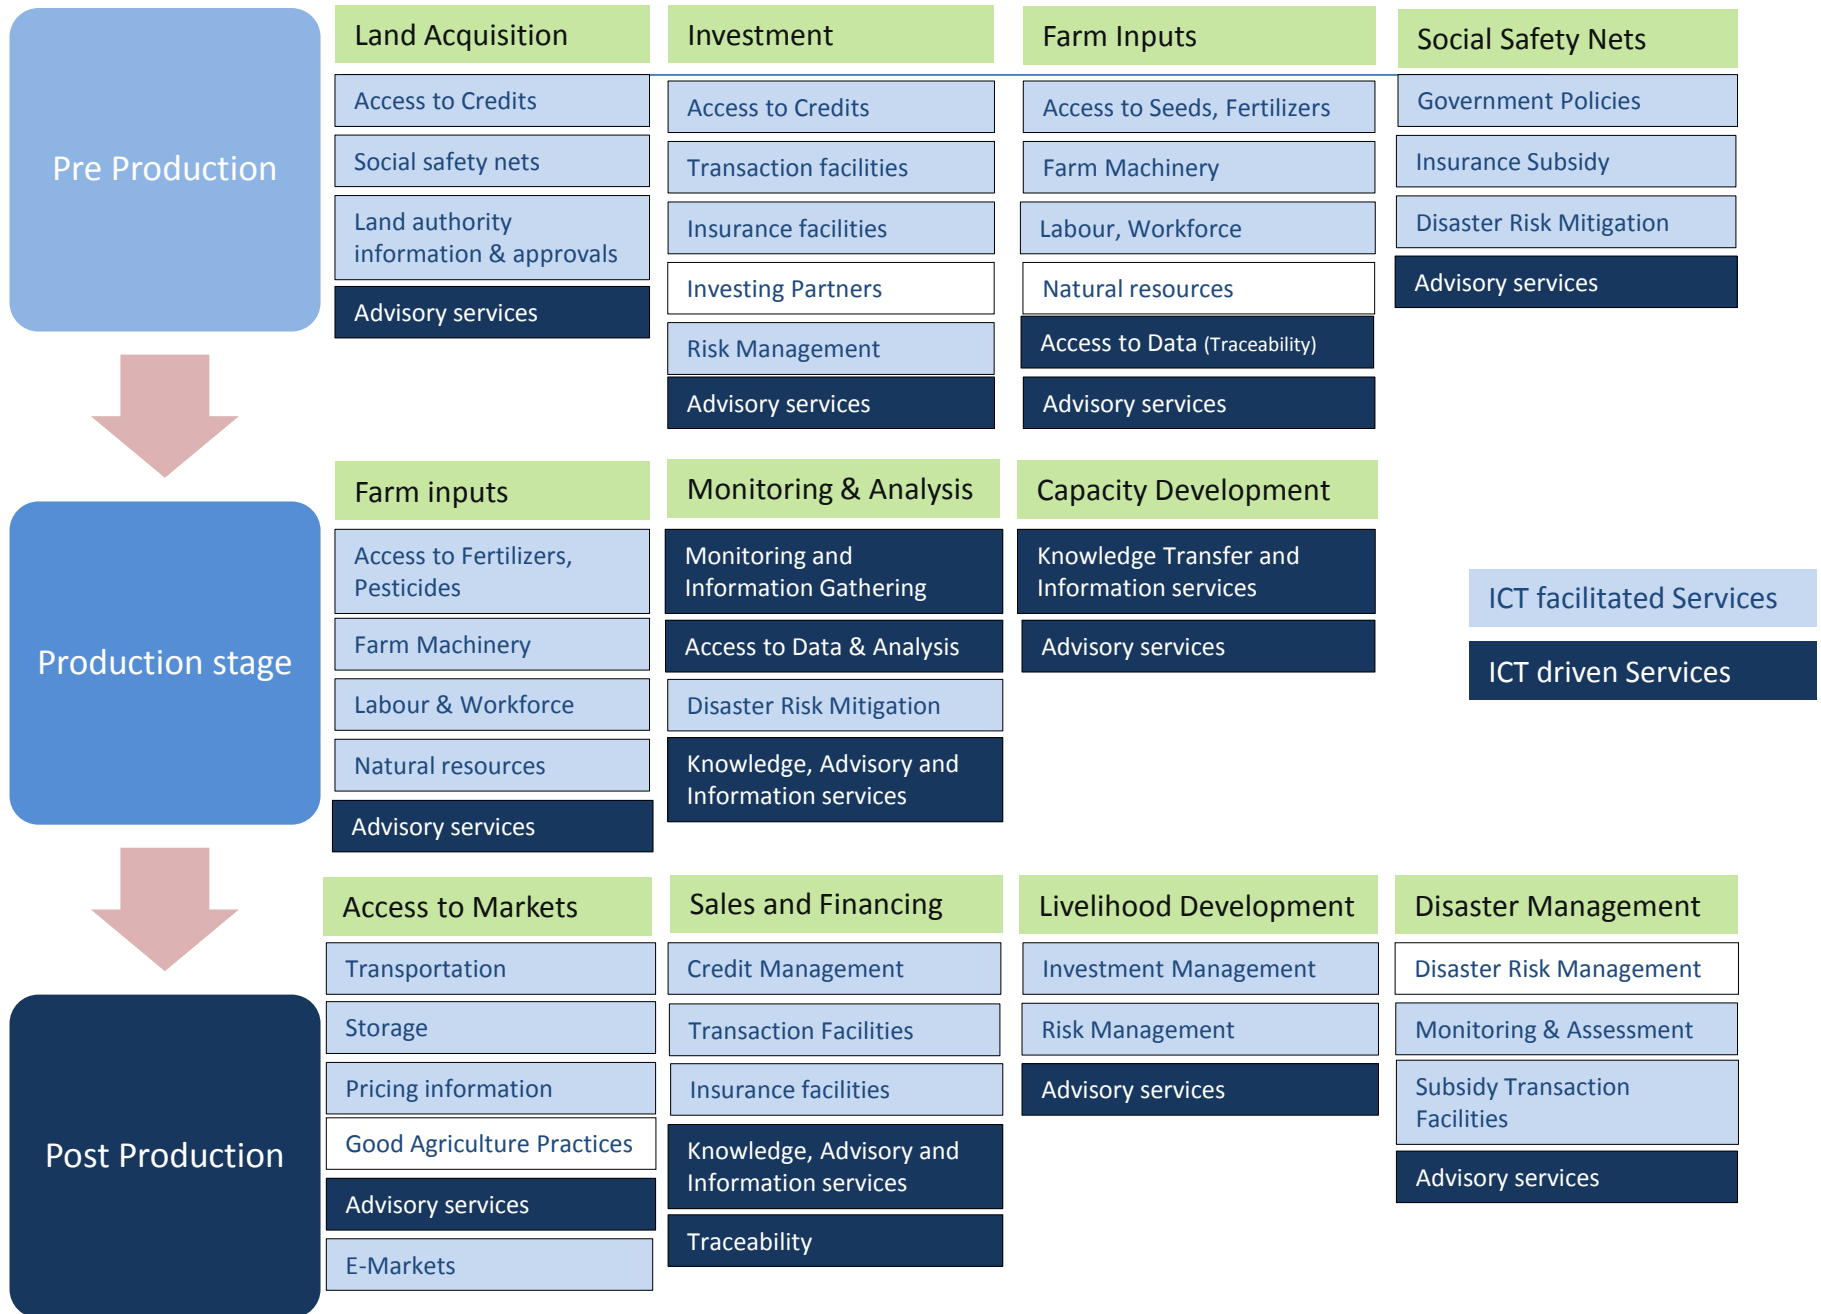 Pre Production
Land Acquisition
Access to Credits
Social safety nets
Land authority
information & approvals
Advisory services
Investment
Access to Credits
Transaction facilities
Insurance facilities
Investing Partners
Risk Management
Advisory services
Farm Inputs
Access to Seeds, Fertilizers
Farm Machinery
Labour, Workforce
Natural resources
Access to Data (Traceability)
Advisory services
Social Safety Nets
Government Policies
Insurance Subsidy
Disaster Risk Mitigation
Advisory services
Production stage
Farm inputs
Access to Fertilizers,
Pesticides
Farm Machinery
Labour & Workforce
Natural resources
Advisory services
Monitoring & Analysis
Monitoring and
Information Gathering
Access to Data & Analysis
Disaster Risk Mitigation
Knowledge, Advisory and
Information services
Capacity Development
Knowledge Transfer and
Information services
Advisory services
ICT facilitated Services
ICT driven Services
Post Production
Access to Markets
Transportation
Storage
Pricing information
Good Agriculture Practices
Advisory services
E-Markets
Sales and Financing
Credit Management
Transaction Facilities
Insurance facilities
Knowledge, Advisory and
Information services
Traceability
Livelihood Development
Investment Management
Risk Management
Advisory services
Disaster Management
Disaster Risk Management
Monitoring & Assessment
Subsidy Transaction
Facilities
Advisory services